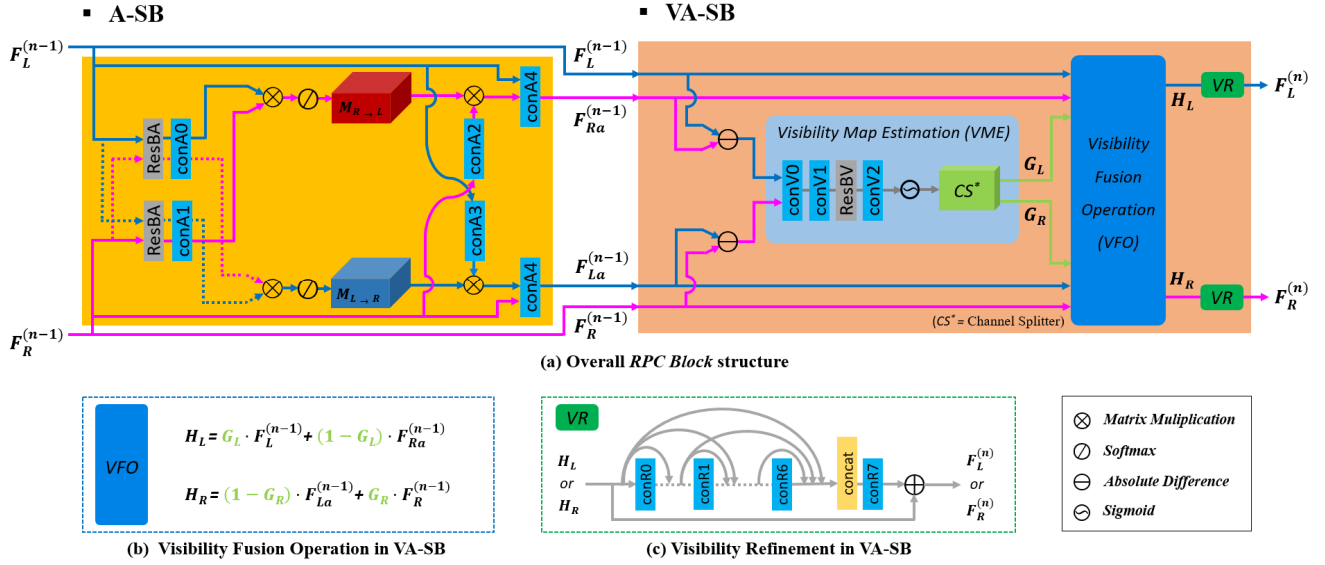 ▪ A-SB
▪ VA-SB
F_L^(n-1)
F_R^(n-1)
ResBA
conA0
ResBA
conA1
M_R→L
M_L→R
conA4
conA2
conA3
conA4
F_L^(n-1)
F_Ra^(n-1)
F_La^(n-1)
F_R^(n-1)
Visibility Map Estimation (VME)
conV0
conV1
ResBV
conV2
CS*
G_L
G_R
(CS* = Channel Splitter)
Visibility
Fusion
Operation
(VFO)
H_L
VR
F_L^(n)
H_R
VR
F_R^(n)
(a) Overall RPC Block structure
VFO
H_L = G_L · F_L^(n-1) + (1 − G_L) · F_Ra^(n-1)
H_R = (1 − G_R) · F_La^(n-1) + G_R · F_R^(n-1)
(b) Visibility Fusion Operation in VA-SB
VR
H_L
or
H_R
conR0
conR1
conR6
concat
conR7
F_L^(n)
or
F_R^(n)
(c) Visibility Refinement in VA-SB
Matrix Muliplication
Softmax
Absolute Difference
Sigmoid